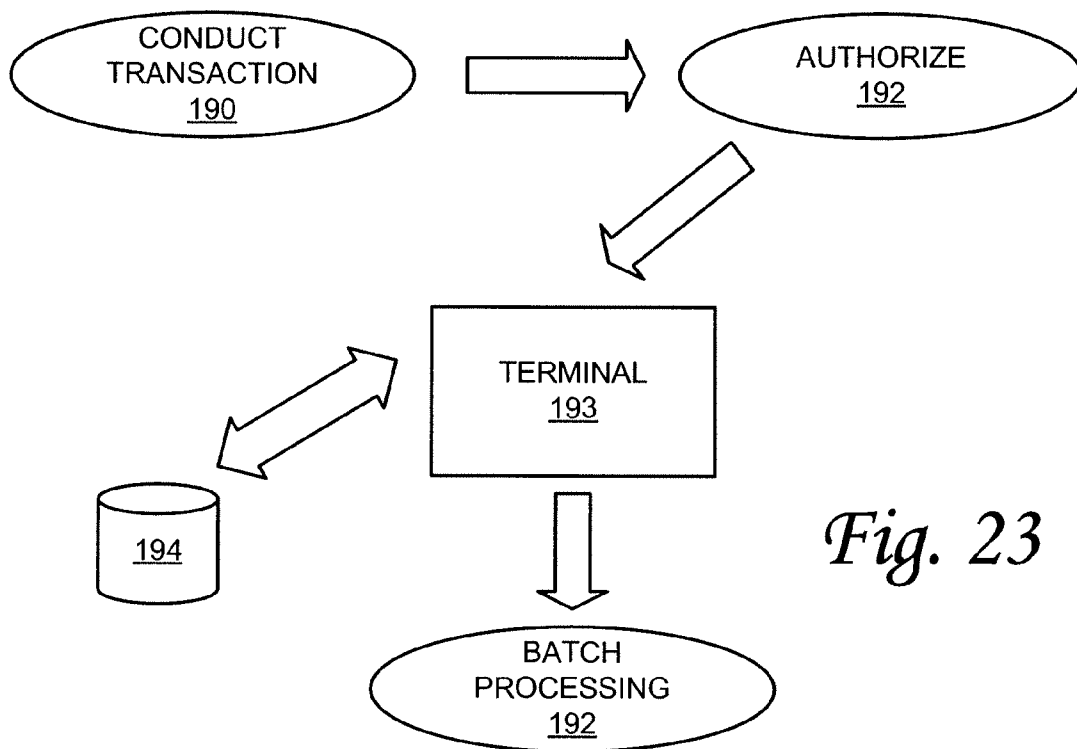 CONDUCT
TRANSACTION
190
AUTHORIZE
192
TERMINAL
193
194
Fig. 23
BATCH
PROCESSING
192